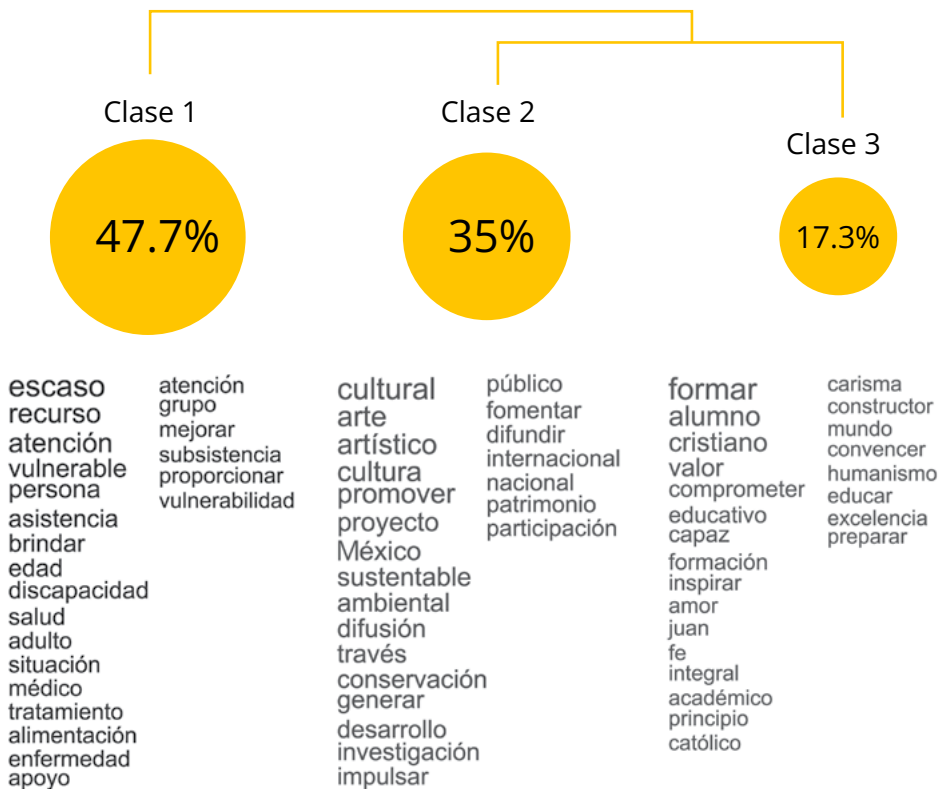 Clase 1
47.7%
escaso
recurso
atención
vulnerable
persona
asistencia
brindar
edad
discapacidad
salud
adulto
situación
médico
tratamiento
alimentación
enfermedad
apoyo
atención
grupo
mejorar
subsistencia
proporcionar
vulnerabilidad
Clase 2
35%
cultural
arte
artístico
cultura
promover
proyecto
México
sustentable
ambiental
difusión
través
conservación
generar
desarrollo
investigación
impulsar
público
fomentar
difundir
internacional
nacional
patrimonio
participación
Clase 3
17.3%
formar
alumno
cristiano
valor
comprometer
educativo
capaz
formación
inspirar
amor
juan
fe
integral
académico
principio
católico
carisma
constructor
mundo
convencer
humanismo
educar
excelencia
preparar